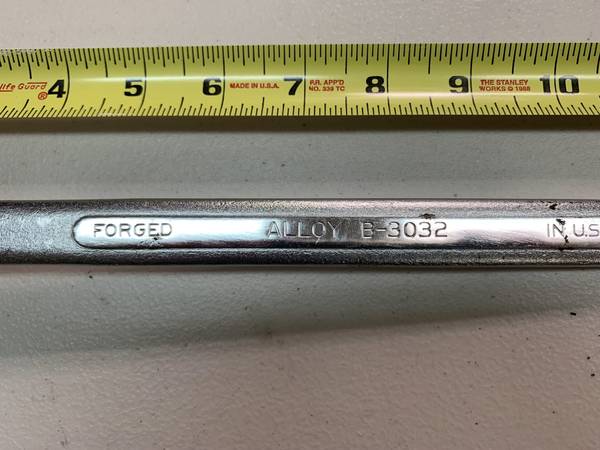 life Guard ® 4 5 6 MADE IN U.S.A. 7 P.R. APP'D 8 9 THE STANLEY 10
NO. 339 TC WORKS © 1988
FORGED ALLOY B-3032 IN U.S